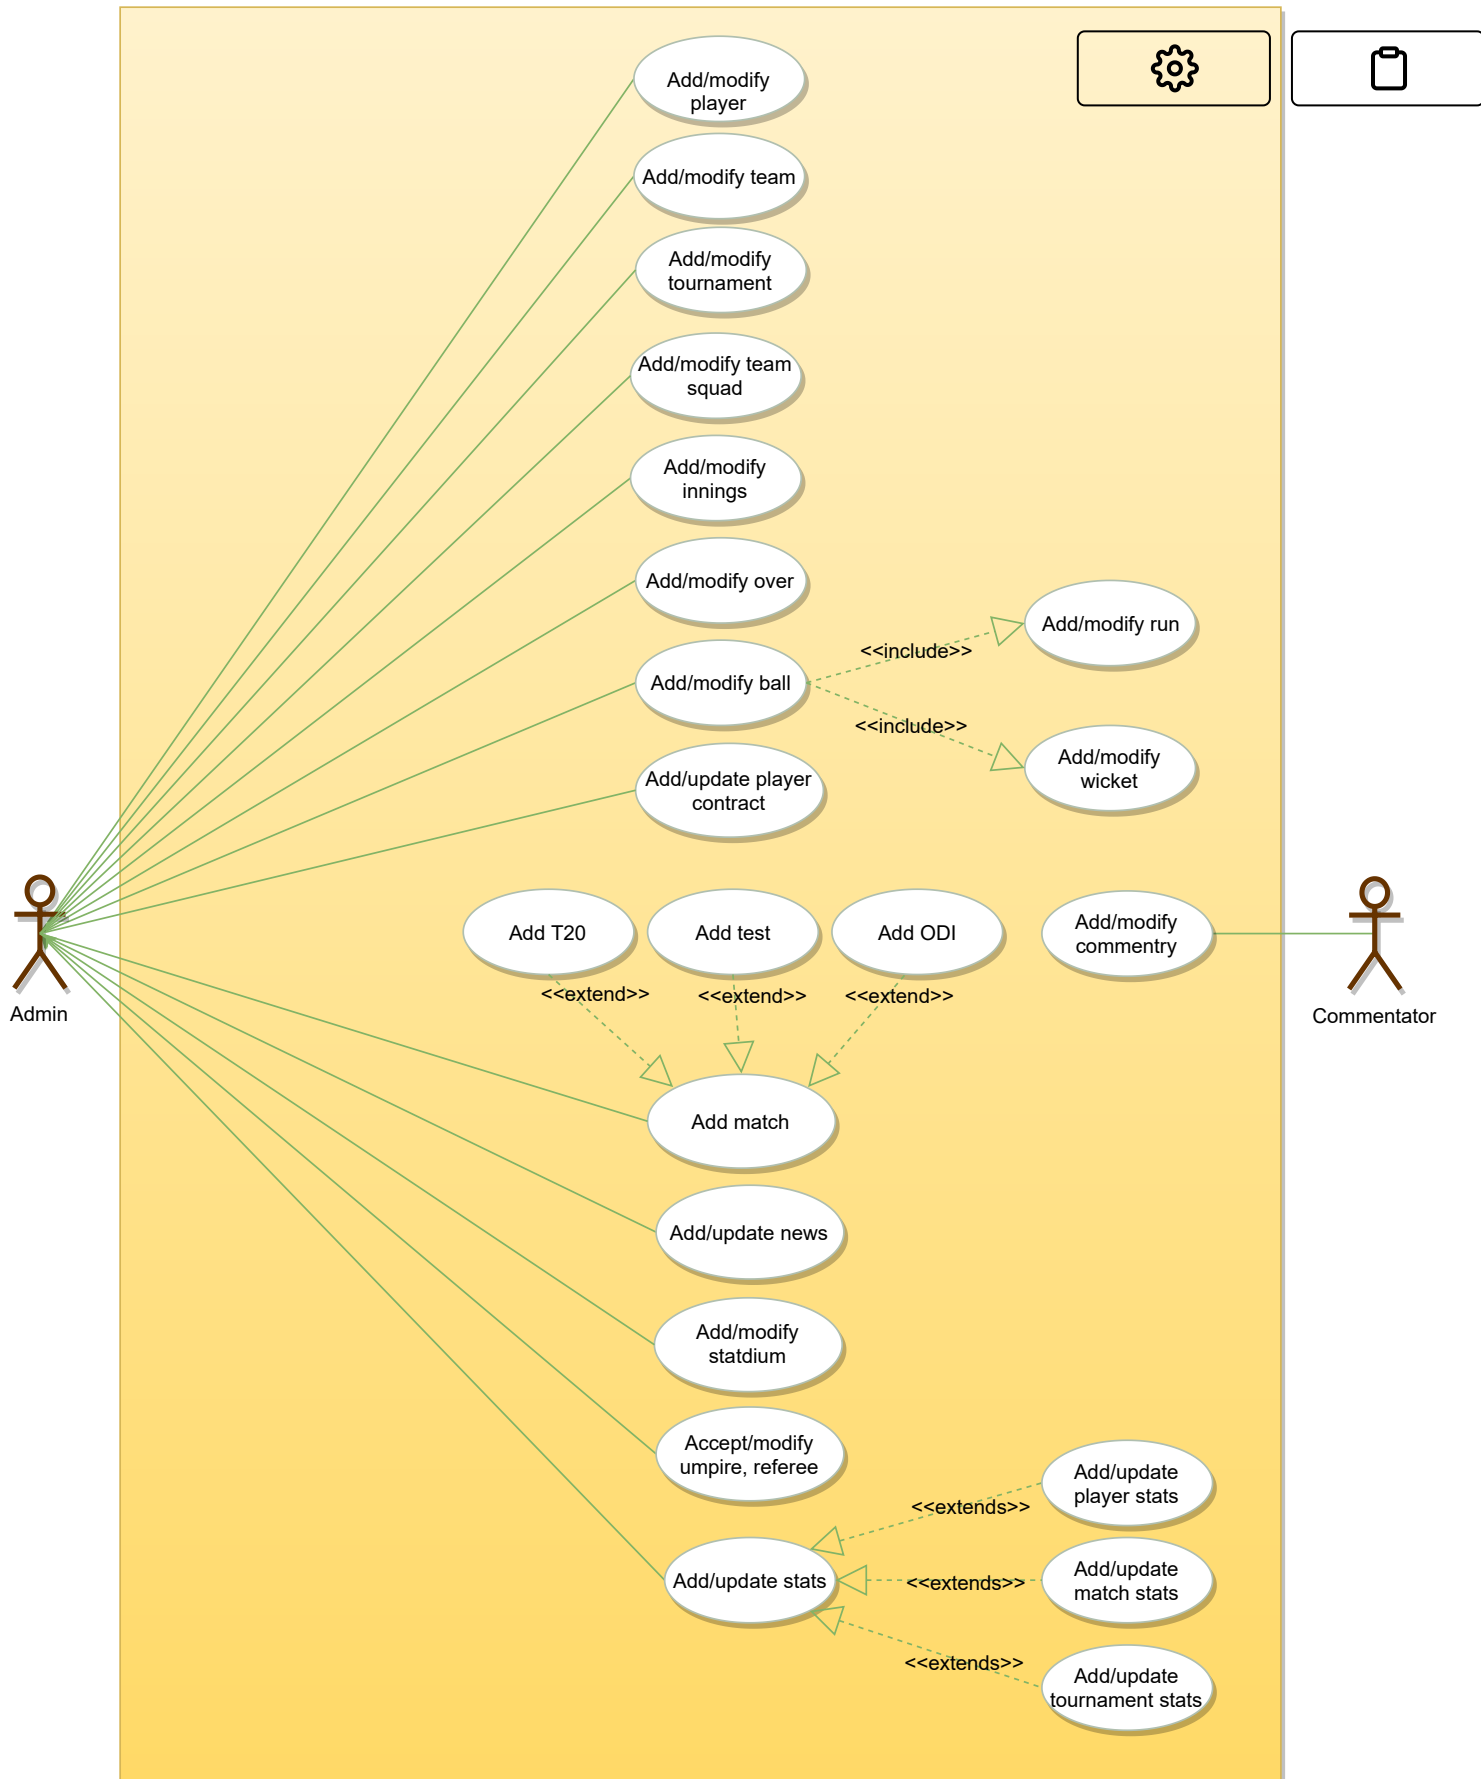 Add/modify
player
Add/modify team
Add/modify
tournament
Add/modify team
squad
Add/modify
innings
Add/modify over
Add/modify run
<<include>>
Add/modify ball
<<include>>
Add/modify
wicket
Add/update player
contract
Add T20
Add test
Add ODI
Add/modify
commentry
<<extend>>
<<extend>>
<<extend>>
Admin
Commentator
Add match
Add/update news
Add/modify
statdium
Accept/modify
umpire, referee
Add/update
player stats
<<extends>>
Add/update stats
<<extends>>
Add/update
match stats
<<extends>>
Add/update
tournament stats